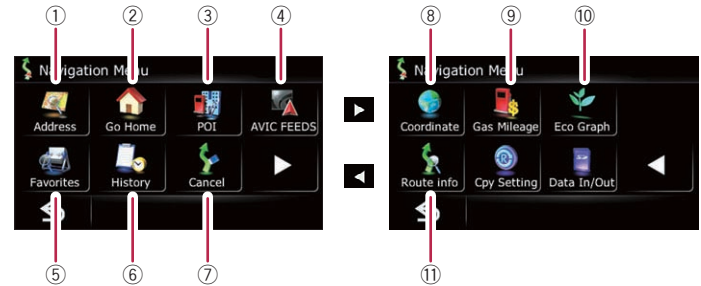 ① ② ③ ④ ⑧ ⑨ ⑩
Navigation Menu
Address Go Home POI AVIC FEEDS
Favorites History Cancel
⑤ ⑥ ⑦
Navigation Menu
Coordinate Gas Mileage Eco Graph
Route info Cpy Setting Data In/Out
⑪